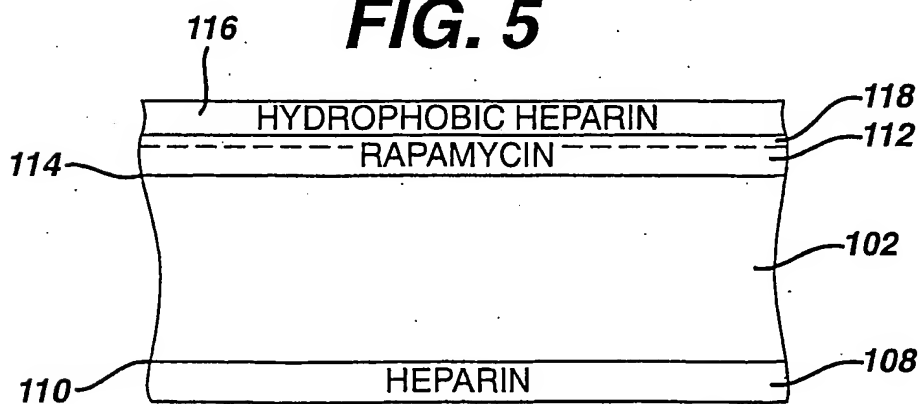 FIG. 5
116
HYDROPHOBIC HEPARIN
118
RAPAMYCIN
112
114
102
110
HEPARIN
108